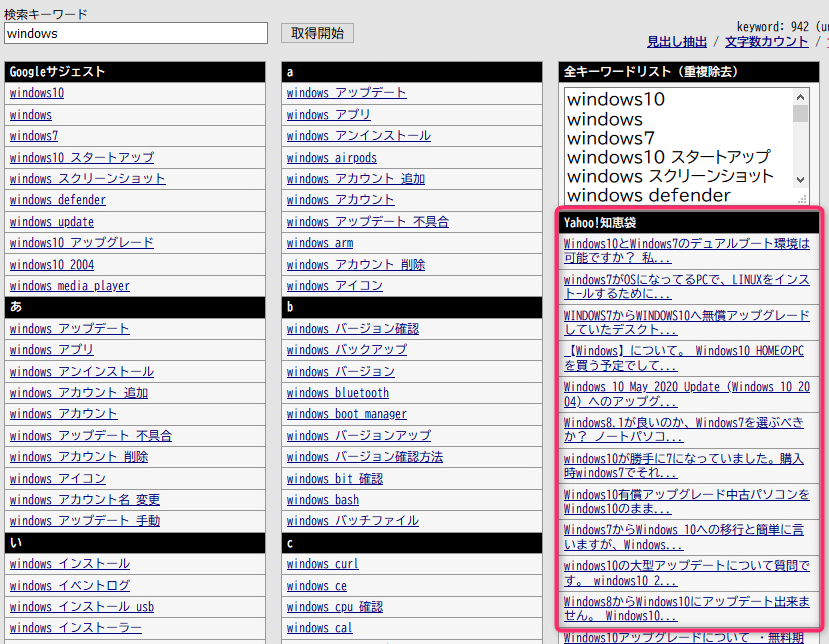 検索キーワード
windows
取得開始
keyword: 942 (u
見出し抽出 / 文字数カウント /
Googleサジェスト
windows10
windows
windows7
windows10 スタートアップ
windows スクリーンショット
windows defender
windows update
windows10 アップグレード
windows10 2004
windows media player
あ
windows アップデート
windows アプリ
windows アンインストール
windows アカウント 追加
windows アカウント
windows アップデート 不具合
windows アカウント 削除
windows アイコン
windows アカウント名 変更
windows アップデート 手動
い
windows インストール
windows イベントログ
windows インストール usb
windows インストーラー
a
windows アップデート
windows アプリ
windows アンインストール
windows airpods
windows アカウント 追加
windows アカウント
windows アップデート 不具合
windows arm
windows アカウント 削除
windows アイコン
b
windows バージョン確認
windows バックアップ
windows バージョン
windows bluetooth
windows boot manager
windows バージョンアップ
windows バージョン確認方法
windows bit 確認
windows bash
windows バッチファイル
c
windows curl
windows ce
windows cpu 確認
windows cal
全キーワードリスト（重複除去）
windows10
windows
windows7
windows10 スタートアップ
windows スクリーンショット
windows defender
Yahoo!知恵袋
Windows10とWindows7のデュアルブート環境は
可能ですか？ 私...
windows7がOSになってるPCで、LINUXをインス
トールするために...
WINDOWS7からWINDOWS10へ無償アップグレード
していたデスクト...
【Windows】について。 Windows10 HOMEのPC
を買う予定でして...
Windows 10 May 2020 Update (Windows 10 20
04) へのアップグ...
Windows8.1が良いのか、Windows7を選ぶべき
か？ ノートパソコ...
windows10が勝手に7になっていました。購入
時windows7でそれ...
Windows10有償アップグレード中古パソコンを
Windows10のまま...
Windows7からWindows 10への移行と簡単に言
いますが、Windows...
windows10の大型アップデートについて質問で
す。 windows10 2...
Windows8からWindows10にアップデート出来ま
せん。 Windows10...
Windows10アップグレードについて ・無料期